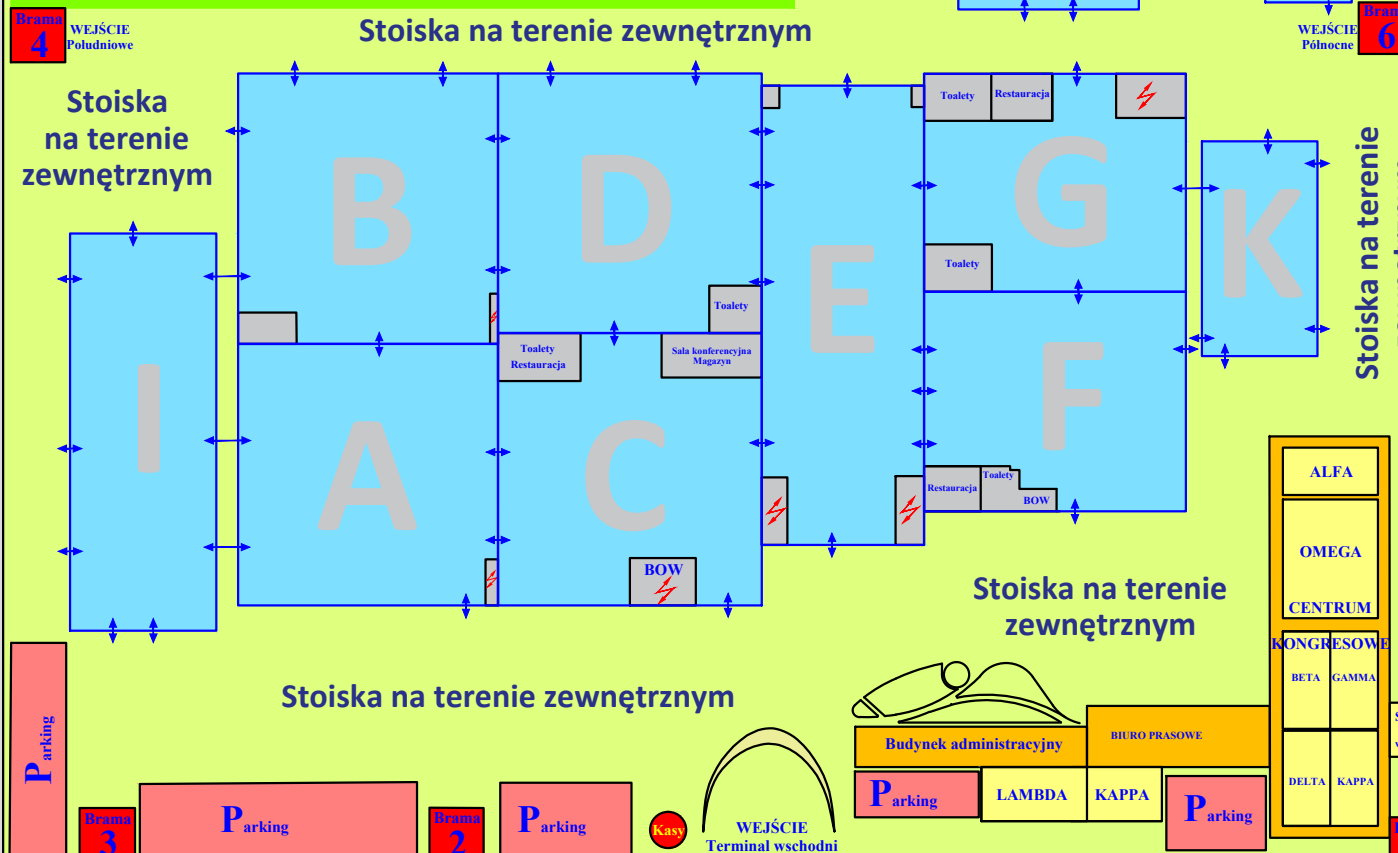 Brama
4
WEJŚCIE
Południowe
Stoiska na terenie zewnętrznym
WEJŚCIE
Północne
6
Stoiska
na terenie
zewnętrznym
B
D
E
G
K
Toalety
Restauracja
Toalety
Toalety
Toalety
Restauracja
Sala konferencyjna
Magazyn
Stoiska na terenie
I
A
C
F
BOW
Restauracja
Toalety
BOW
Stoiska na terenie
zewnętrznym
ALFA
OMEGA
CENTRUM
KONGRESOWE
BETA
GAMMA
DELTA
KAPPA
Stoiska na terenie zewnętrznym
Budynek administracyjny
BIURO PRASOWE
LAMBDA
KAPPA
Parking
Parking
Parking
Brama
3
Parking
Brama
2
Parking
Kasy
WEJŚCIE
Terminal wschodni